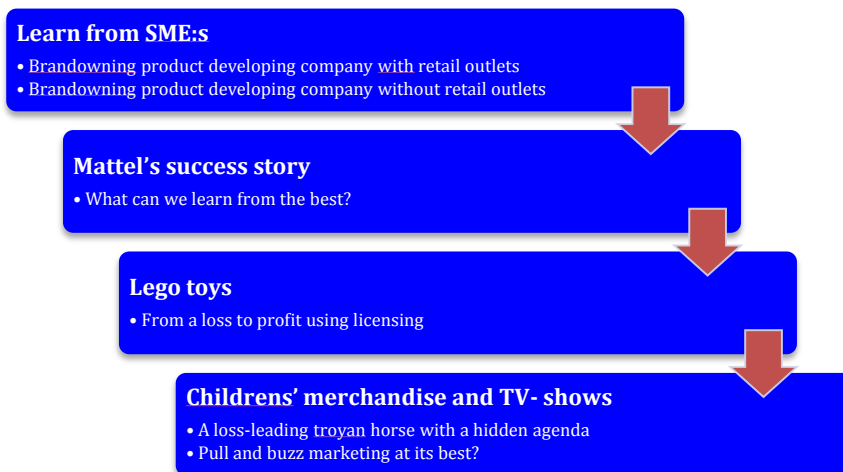 Learn from SME:s
• Brandowning product developing company with retail outlets
• Brandowning product developing company without retail outlets
Mattel’s success story
• What can we learn from the best?
Lego toys
• From a loss to profit using licensing
Childrens’ merchandise and TV- shows
• A loss-leading troyan horse with a hidden agenda
• Pull and buzz marketing at its best?